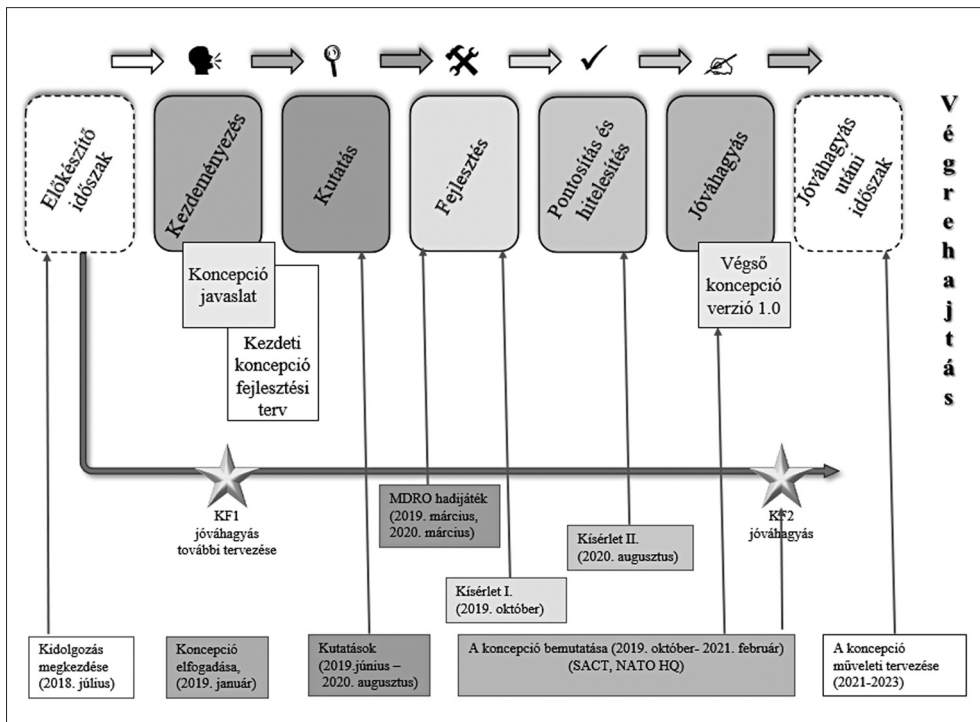 Előkészítő
időszak
Kezdeményezés
Kutatás
Fejlesztés
Pontosítás és
hitelesítés
Jóváhagyás
Jóváhagyás
utáni
időszak
Végrehajtás
Koncepció
javaslat
Kezdeti
koncepció
fejlesztési
terv
Végső
koncepció
verzió 1.0
KF1
jóváhagyás
további tervezése
KF2
jóváhagyás
MDRO hadijáték
(2019. március,
2020. március)
Kísérlet II.
(2020. augusztus)
Kísérlet I.
(2019. október)
Kidolgozás
megkezdése
(2018. július)
Koncepció
elfogadása,
(2019. január)
Kutatások
(2019.június –
2020. augusztus)
A koncepció bemutatása (2019. október- 2021. február)
(SACT, NATO HQ)
A koncepció
műveleti tervezése
(2021-2023)